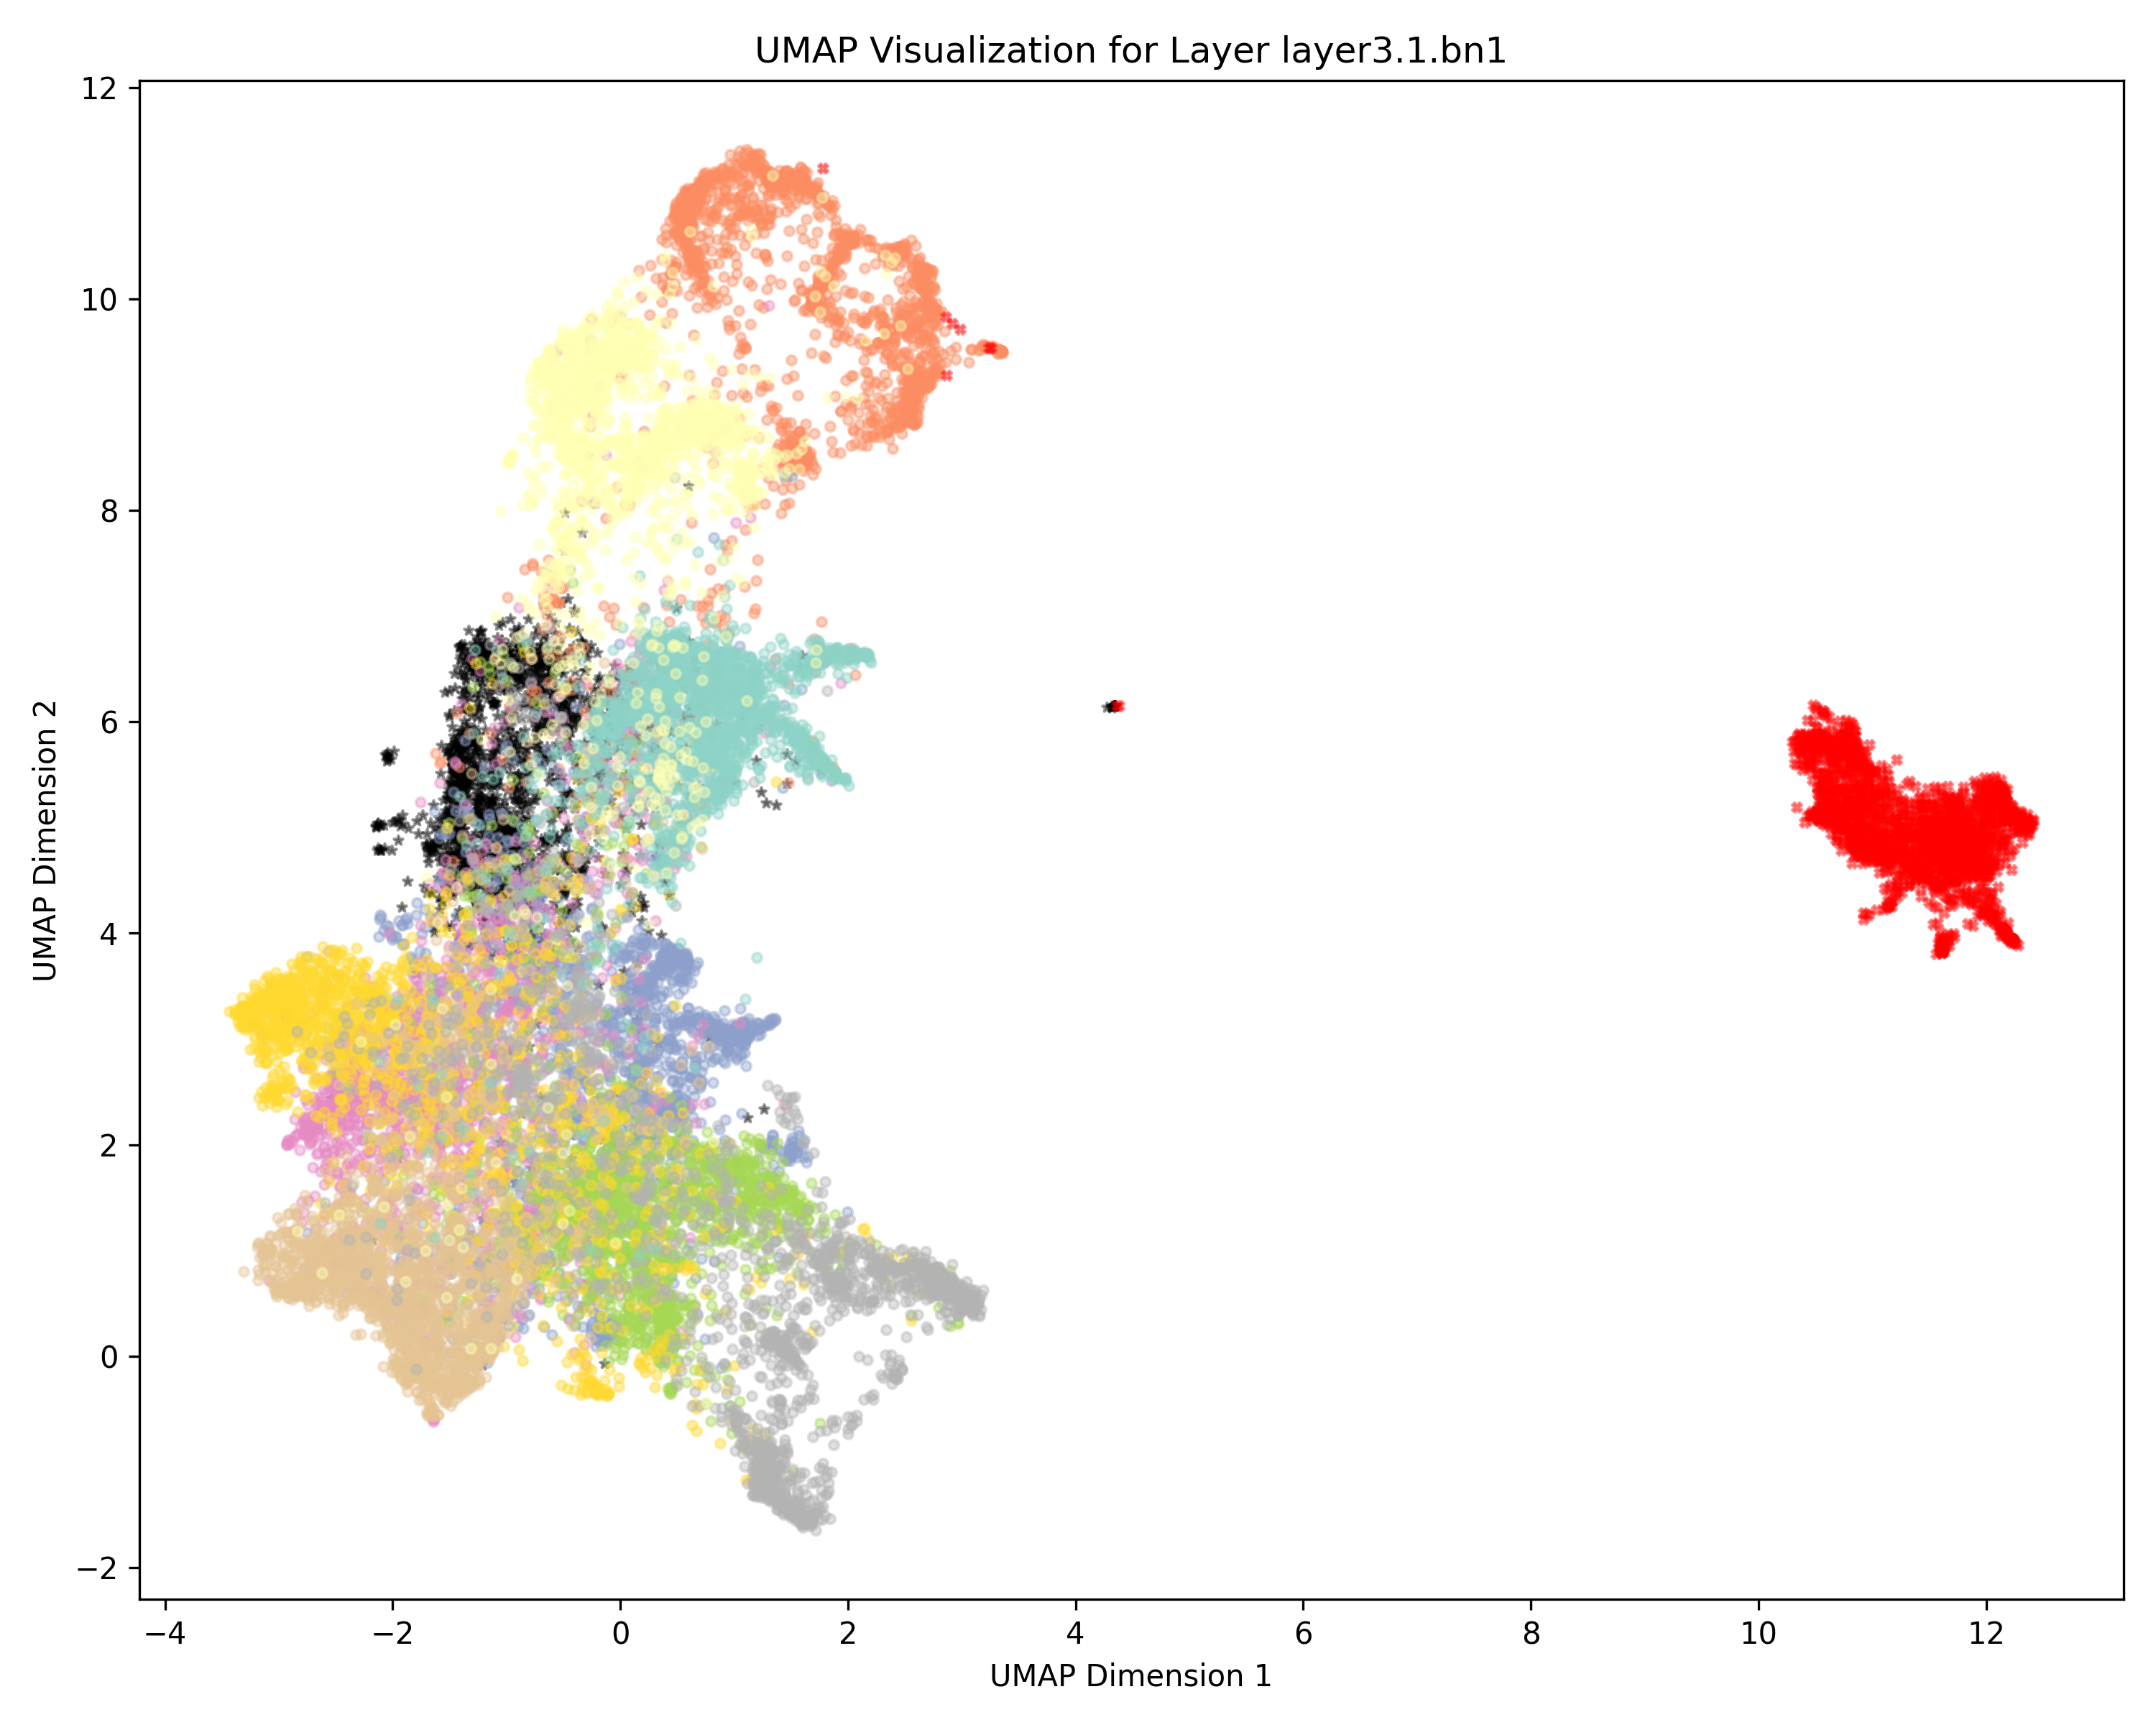 UMAP Visualization for Layer layer3.1.bn1
12
10
8
6
4
2
0
−2
UMAP Dimension 2
−4 −2 0 2 4 6 8 10 12
UMAP Dimension 1